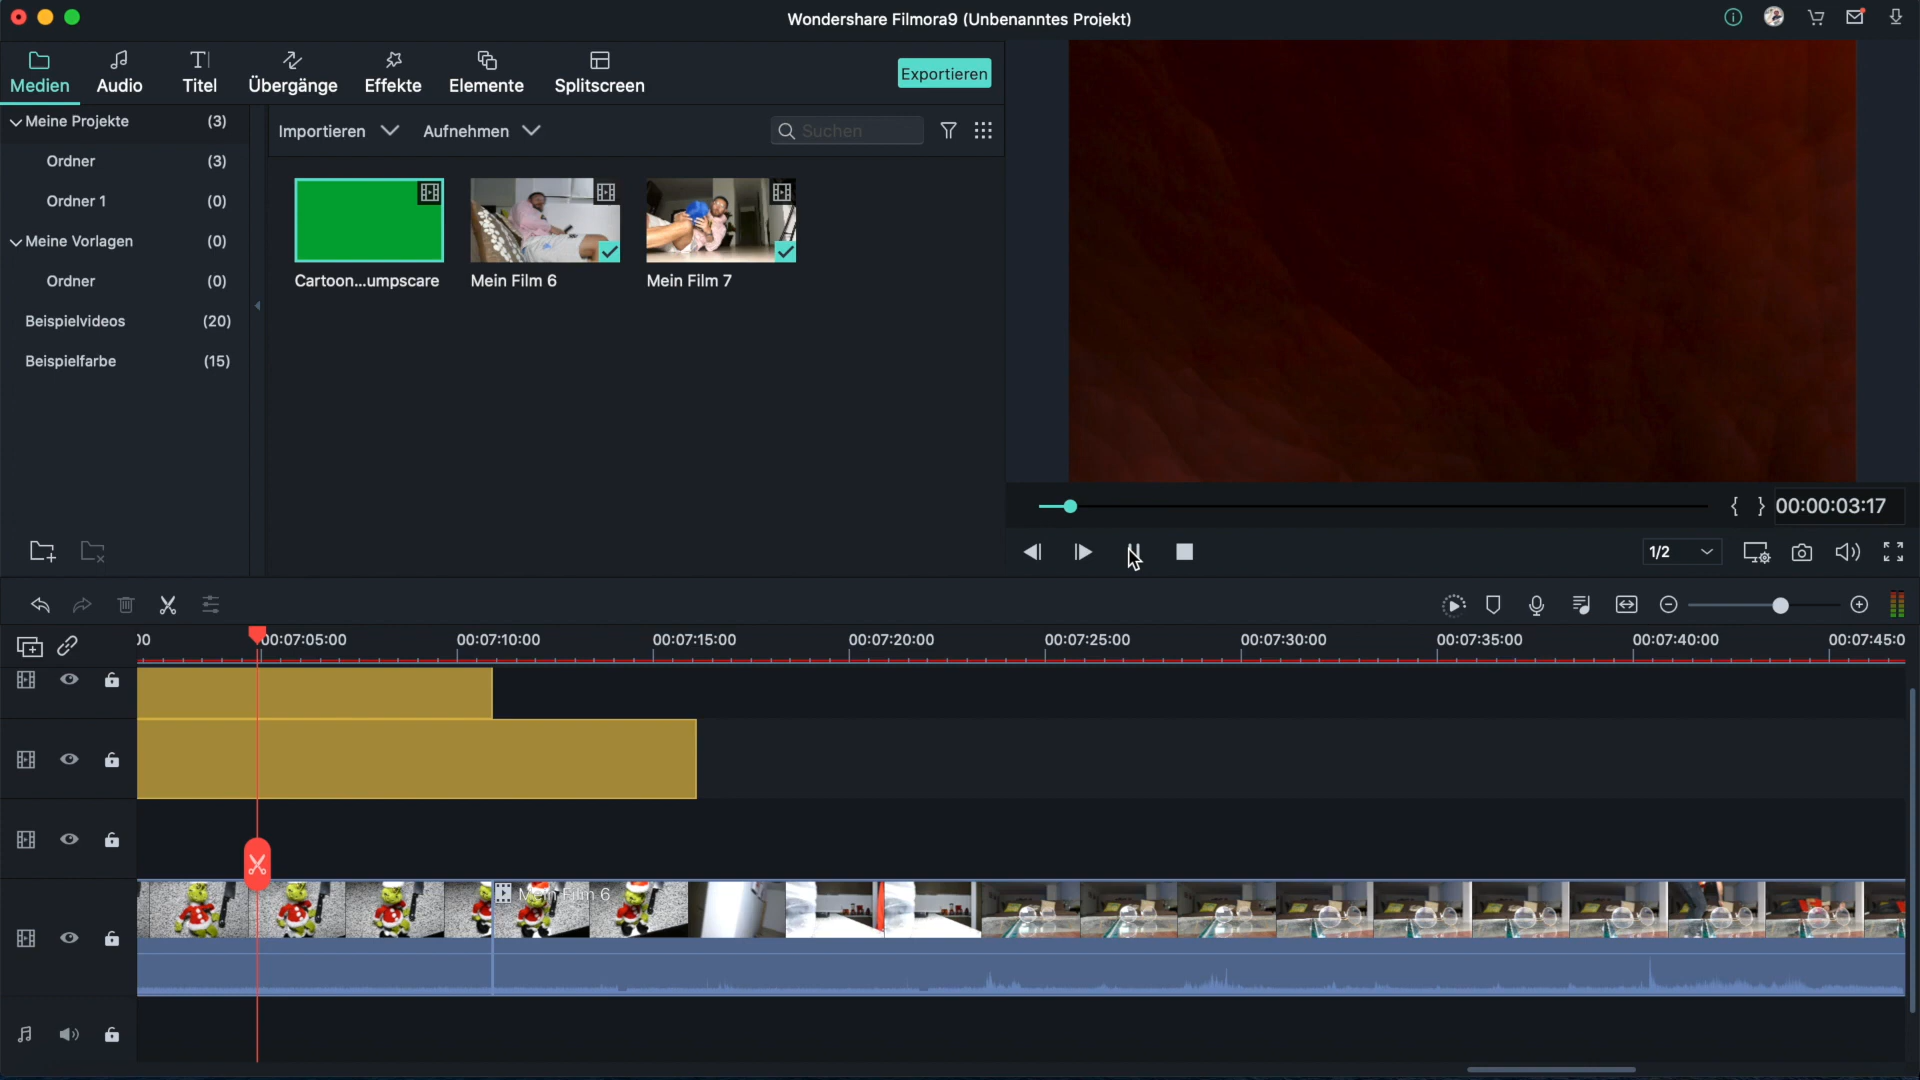 Wondershare Filmora9 (Unbenanntes Projekt)
Medien
Audio
Titel
Übergänge
Effekte
Elemente
Splitscreen
Exportieren
Meine Projekte (3)
Ordner (3)
Ordner 1 (0)
Meine Vorlagen (0)
Ordner (0)
Beispielvideos (20)
Beispielfarbe (15)
Importieren
Aufnehmen
Suchen
Cartoon...umpscare
Mein Film 6
Mein Film 7
{ } 00:00:03:17
1/2
00 00:07:05:00 00:07:10:00 00:07:15:00 00:07:20:00 00:07:25:00 00:07:30:00 00:07:35:00 00:07:40:00 00:07:45:0
Mein Film 6